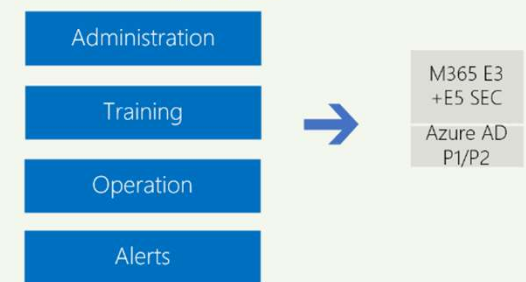 Administration
Training
Operation
Alerts
M365 E3
+E5 SEC
Azure AD
P1/P2